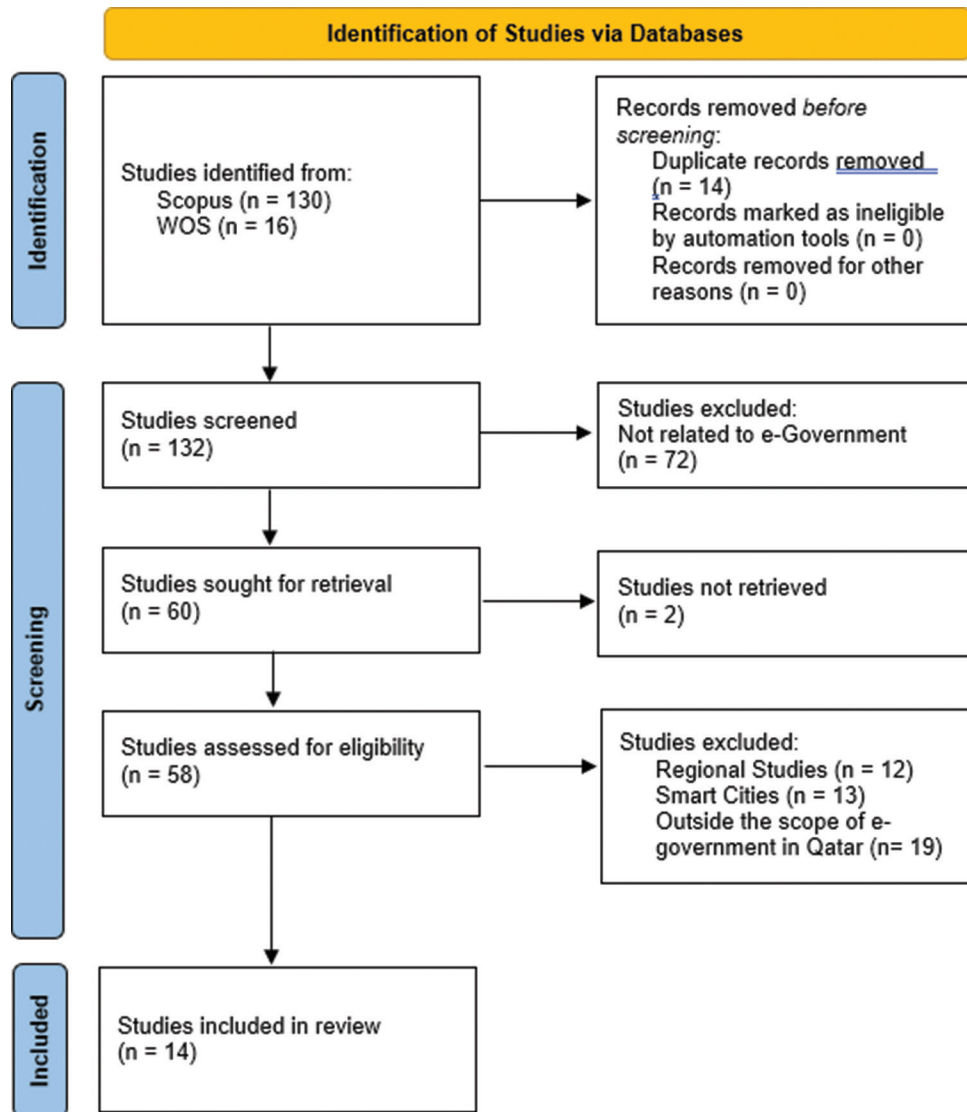 Identification of Studies via Databases
Identification
Studies identified from:
Scopus (n = 130)
WOS (n = 16)
Records removed before
screening:
Duplicate records removed
(n = 14)
Records marked as ineligible
by automation tools (n = 0)
Records removed for other
reasons (n = 0)
Screening
Studies screened
(n = 132)
Studies excluded:
Not related to e-Government
(n = 72)
Studies sought for retrieval
(n = 60)
Studies not retrieved
(n = 2)
Studies assessed for eligibility
(n = 58)
Studies excluded:
Regional Studies (n = 12)
Smart Cities (n = 13)
Outside the scope of e-
government in Qatar (n= 19)
Included
Studies included in review
(n = 14)